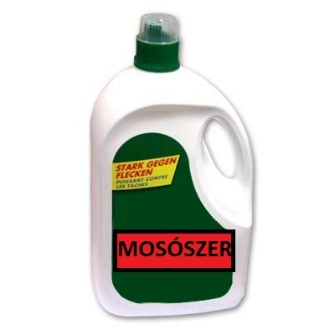 STARK GEGEN
FLECKEN
PUISSANT CONTRE
LES TACHES
MOSÓSZER